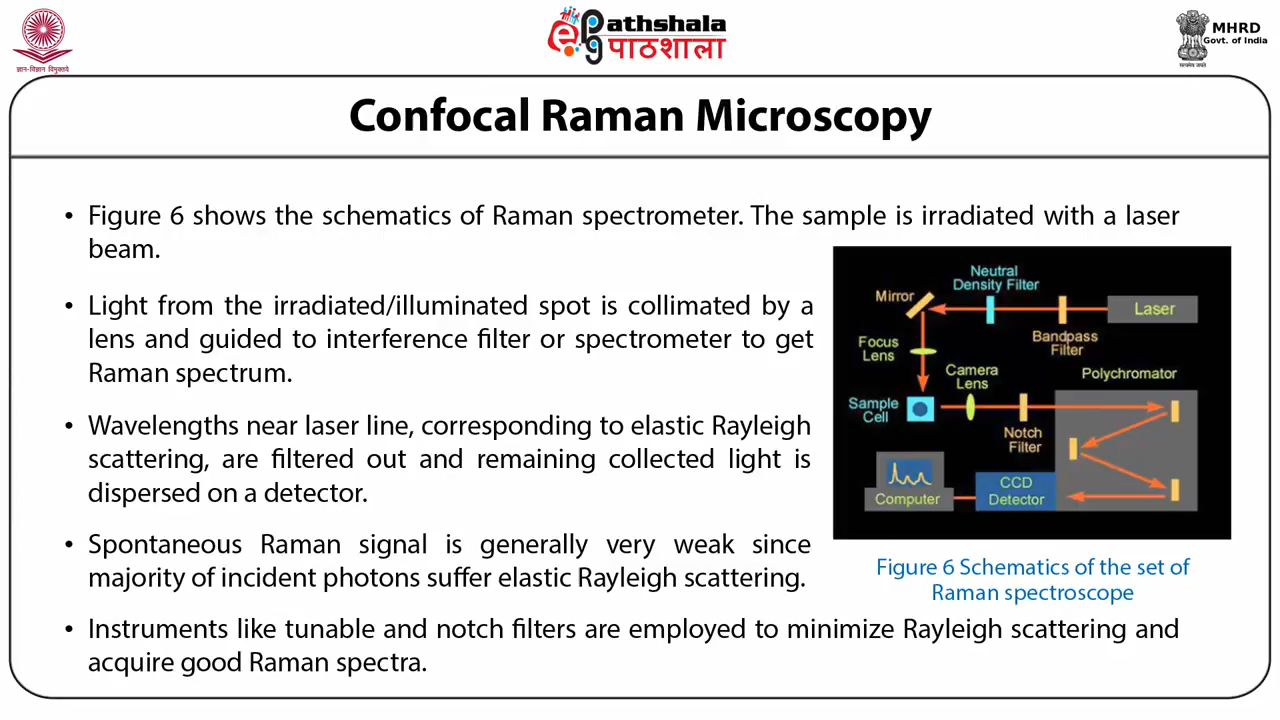 ज्ञान-विज्ञान विमुक्तये
ePathshala
पाठशाला
MHRD
Govt. of India
सत्यमेव जयते
Confocal Raman Microscopy
• Figure 6 shows the schematics of Raman spectrometer. The sample is irradiated with a laser
beam.
• Light from the irradiated/illuminated spot is collimated by a
lens and guided to interference filter or spectrometer to get
Raman spectrum.
• Wavelengths near laser line, corresponding to elastic Rayleigh
scattering, are filtered out and remaining collected light is
dispersed on a detector.
• Spontaneous Raman signal is generally very weak since
majority of incident photons suffer elastic Rayleigh scattering.
• Instruments like tunable and notch filters are employed to minimize Rayleigh scattering and
acquire good Raman spectra.
Neutral
Density Filter
Mirror
Laser
Bandpass
Filter
Focus
Lens
Camera
Lens
Polychromator
Sample
Cell
Notch
Filter
CCD
Detector
Computer
Figure 6 Schematics of the set of
Raman spectroscope